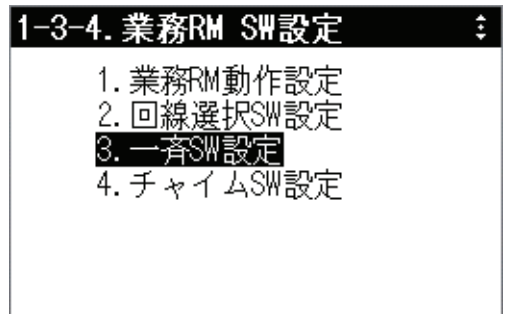 1-3-4.業務RM SW設定
1.業務RM動作設定
2.回線選択SW設定
3.一斉SW設定
4.チャイムSW設定